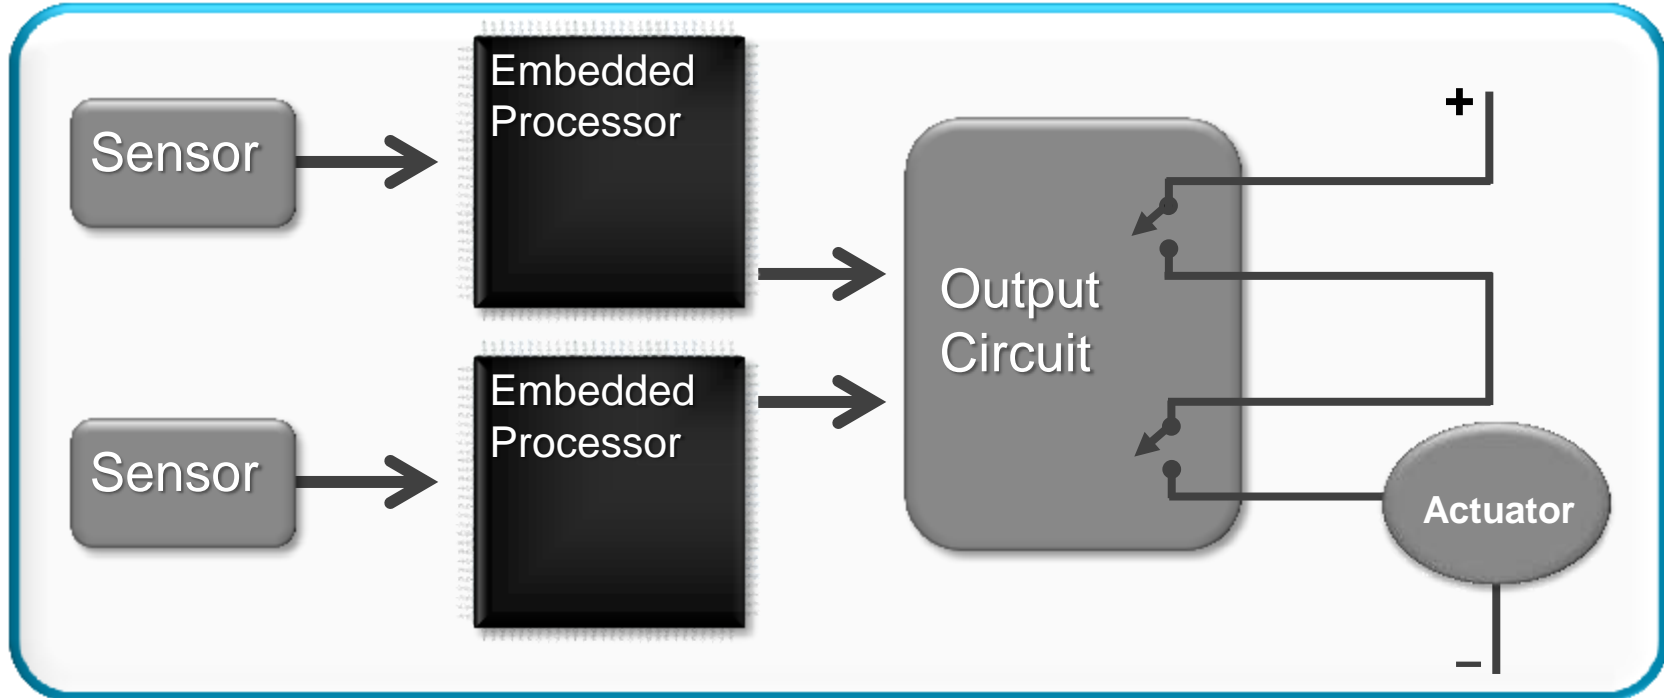 Sensor
Embedded
Processor
+
Output
Circuit
Sensor
Embedded
Processor
Actuator
–